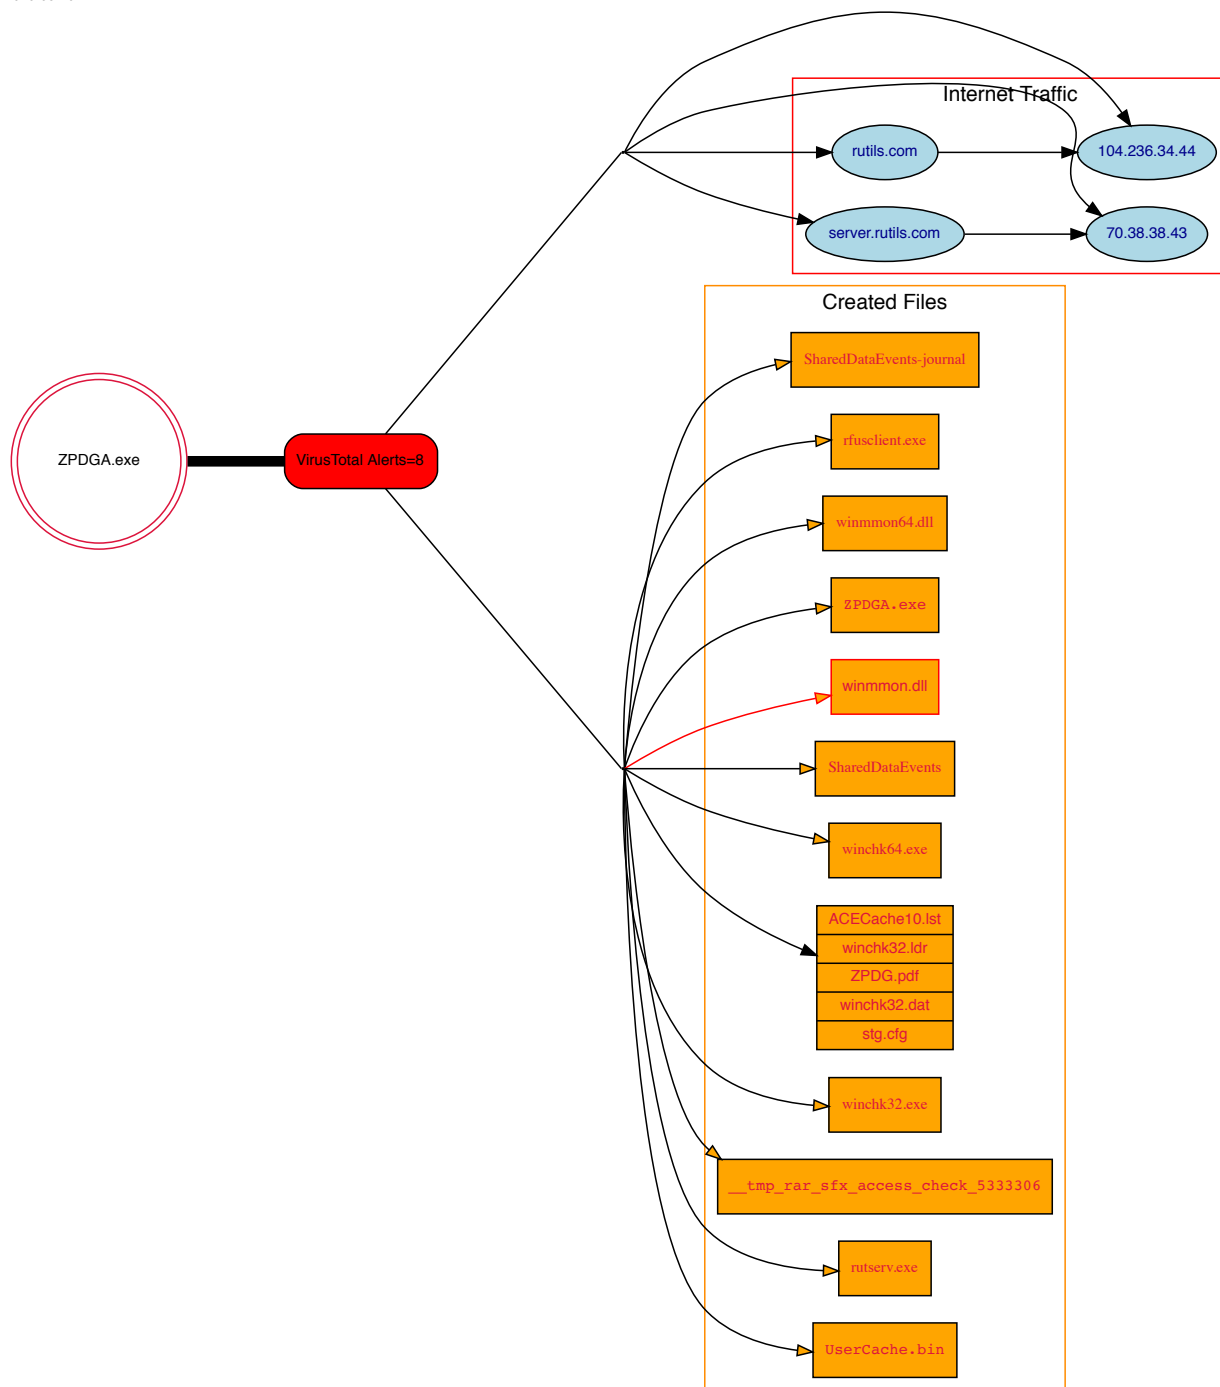 Internet Traffic
rutils.com
104.236.34.44
server.rutils.com
70.38.38.43
Created Files
SharedDataEvents-journal
rfusclient.exe
ZPDGA.exe
VirusTotal Alerts=8
winmmon64.dll
ZPDGA.exe
winmmon.dll
SharedDataEvents
winchk64.exe
ACECache10.lst
winchk32.ldr
ZPDG.pdf
winchk32.dat
stg.cfg
winchk32.exe
__tmp_rar_sfx_access_check_5333306
rutserv.exe
UserCache.bin